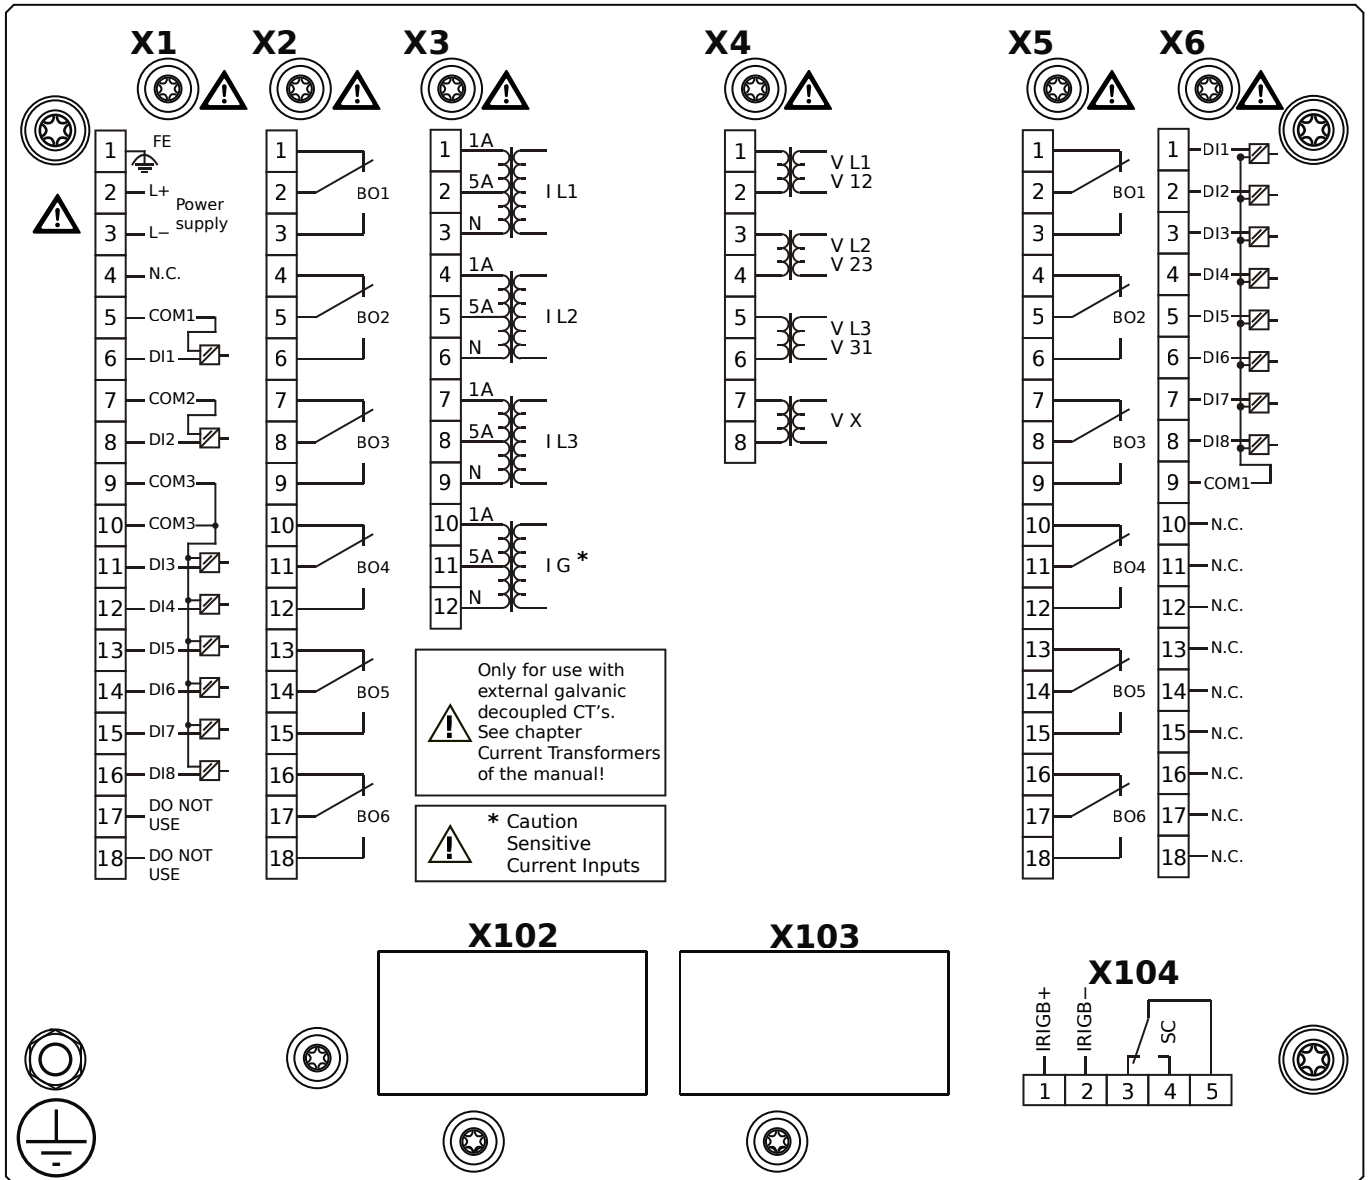 X1
X2
X3
X4
X5
X6
1 FE
2 L+
Power
supply
3 L−
4 N.C.
5 COM1
6 DI1
7 COM2
8 DI2
9 COM3
10 COM3
11 DI3
12 DI4
13 DI5
14 DI6
15 DI7
16 DI8
17 DO NOT
USE
18 DO NOT
USE
1
2 BO1
3
4
5 BO2
6
7
8 BO3
9
10
11 BO4
12
13
14 BO5
15
16
17 BO6
18
1 1A
2 5A I L1
3 N
4 1A
5 5A I L2
6 N
7 1A
8 5A I L3
9 N
10 1A
11 5A I G *
12 N
Only for use with
external galvanic
decoupled CT's.
See chapter
Current Transformers
of the manual!
* Caution
Sensitive
Current Inputs
1 V L1
2 V 12
3 V L2
4 V 23
5 V L3
6 V 31
7 V X
8
1
2 BO1
3
4
5 BO2
6
7
8 BO3
9
10
11 BO4
12
13
14 BO5
15
16
17 BO6
18
1 DI1
2 DI2
3 DI3
4 DI4
5 DI5
6 DI6
7 DI7
8 DI8
9 COM1
10 N.C.
11 N.C.
12 N.C.
13 N.C.
14 N.C.
15 N.C.
16 N.C.
17 N.C.
18 N.C.
X102
X103
X104
IRIGB+
IRIGB−
SC
1 2 3 4 5